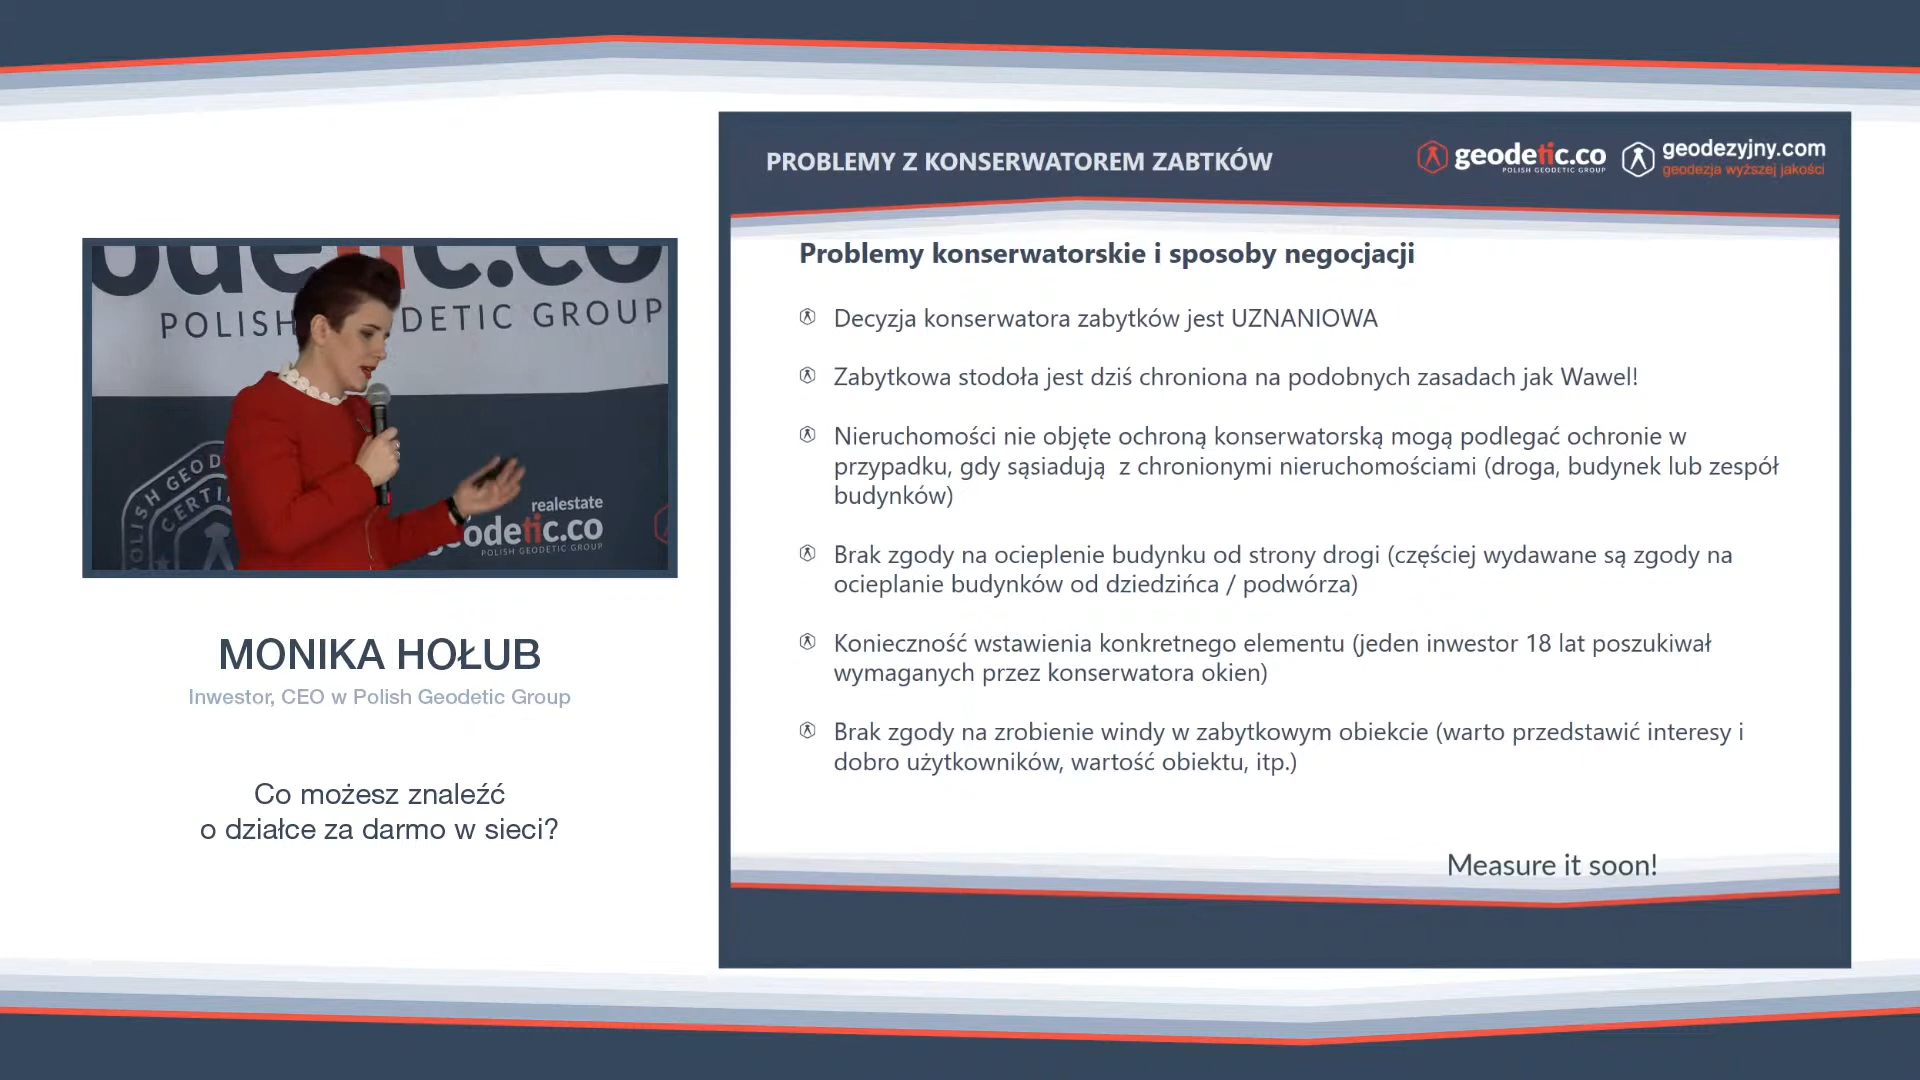 PROBLEMY Z KONSERWATOREM ZABTKÓW
geodetic.co
POLISH GEODETIC GROUP
geodezyjny.com
geodezja wyższej jakości
Problemy konserwatorskie i sposoby negocjacji
Decyzja konserwatora zabytków jest UZNANIOWA
Zabytkowa stodoła jest dziś chroniona na podobnych zasadach jak Wawel!
Nieruchomości nie objęte ochroną konserwatorską mogą podlegać ochronie w
przypadku, gdy sąsiadują z chronionymi nieruchomościami (droga, budynek lub zespół
budynków)
Brak zgody na ocieplenie budynku od strony drogi (częściej wydawane są zgody na
ocieplanie budynków od dziedzińca / podwórza)
Konieczność wstawienia konkretnego elementu (jeden inwestor 18 lat poszukiwał
wymaganych przez konserwatora okien)
Brak zgody na zrobienie windy w zabytkowym obiekcie (warto przedstawić interesy i
dobro użytkowników, wartość obiektu, itp.)
Measure it soon!
odetic.co
POLISH DETIC GROUP
OLISH GEOD
CERTI
realestate
eodetic.co
POLISH GEODETIC GROUP
MONIKA HOŁUB
Inwestor, CEO w Polish Geodetic Group
Co możesz znaleźć
o działce za darmo w sieci?